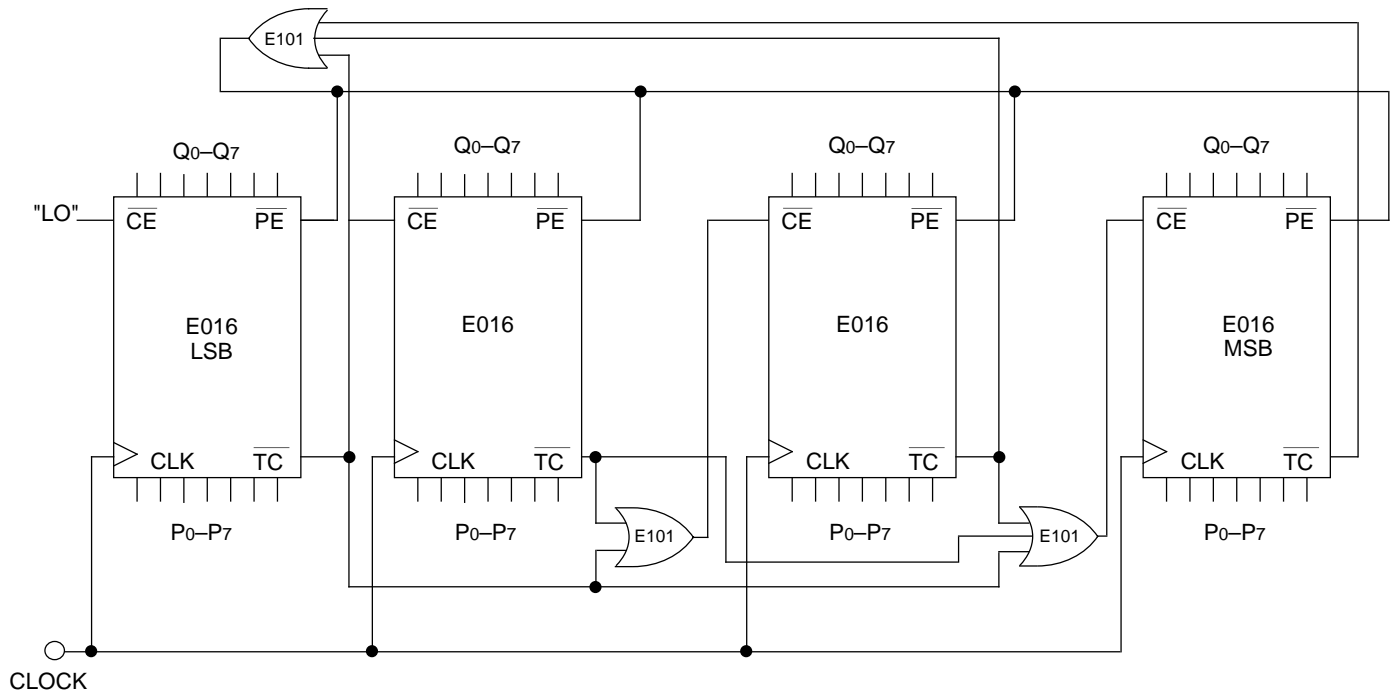 E101
Q0–Q7
Q0–Q7
Q0–Q7
Q0–Q7
"LO"
CE
PE
CE
PE
CE
PE
CE
PE
E016
LSB
E016
E016
E016
MSB
CLK
TC
CLK
TC
CLK
TC
CLK
TC
P0–P7
P0–P7
E101
P0–P7
E101
P0–P7
CLOCK